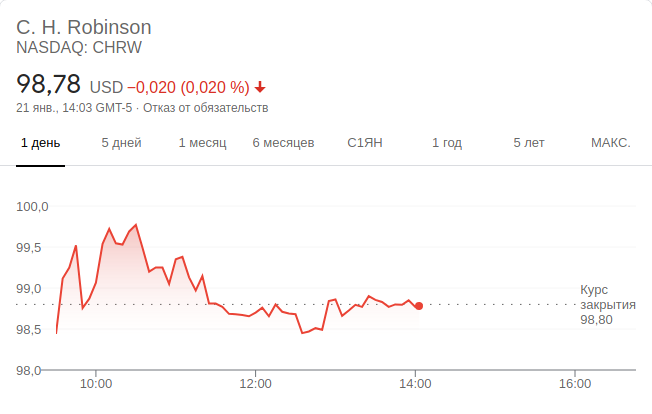 C. H. Robinson
NASDAQ: CHRW
98,78 USD −0,020 (0,020 %)
21 янв., 14:03 GMT-5 · Отказ от обязательств
1 день 5 дней 1 месяц 6 месяцев С1ЯН 1 год 5 лет МАКС.
100,0
99,5
99,0
98,5
98,0
Курс
закрытия
98,80
10:00 12:00 14:00 16:00